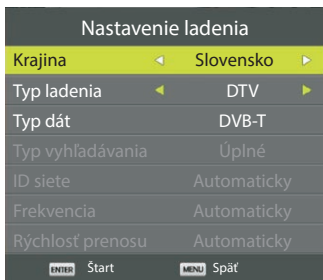 Nastavenie ladenia
Krajina Slovensko
Typ ladenia DTV
Typ dát DVB-T
Typ vyhľadávania Úplné
ID siete Automaticky
Frekvencia Automaticky
Rýchlosť prenosu Automaticky
ENTER Štart MENU Späť